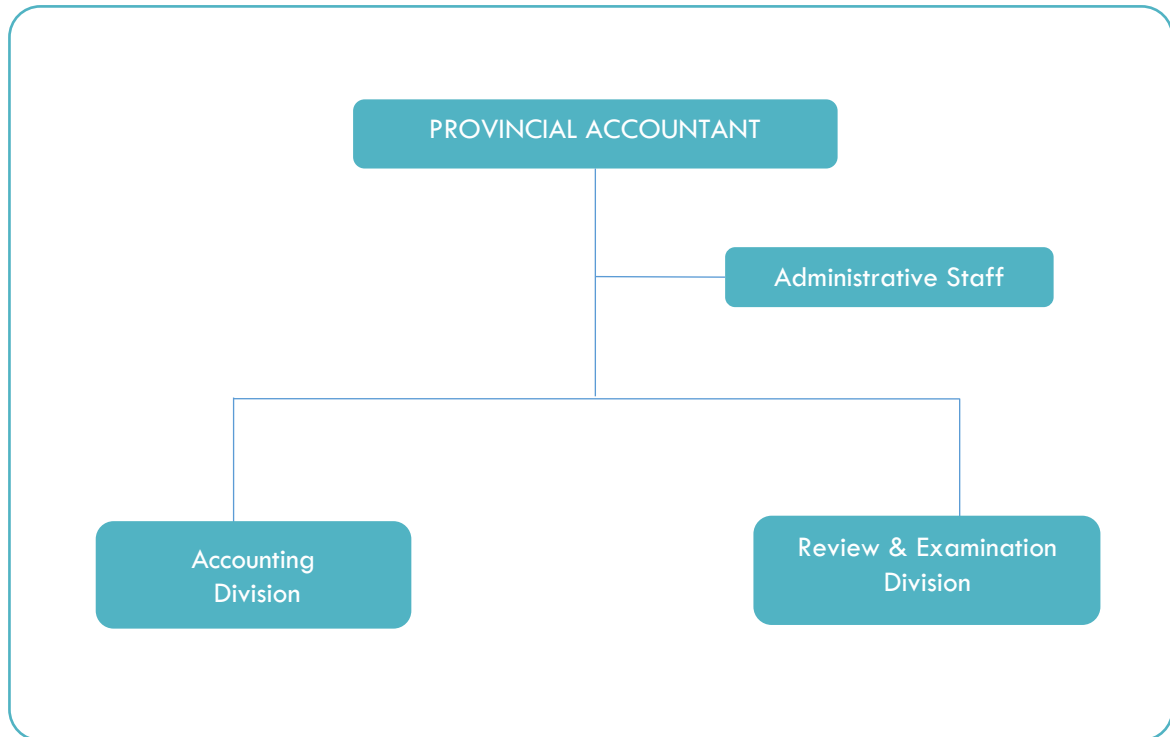 PROVINCIAL ACCOUNTANT
Administrative Staff
Accounting
Division
Review & Examination
Division